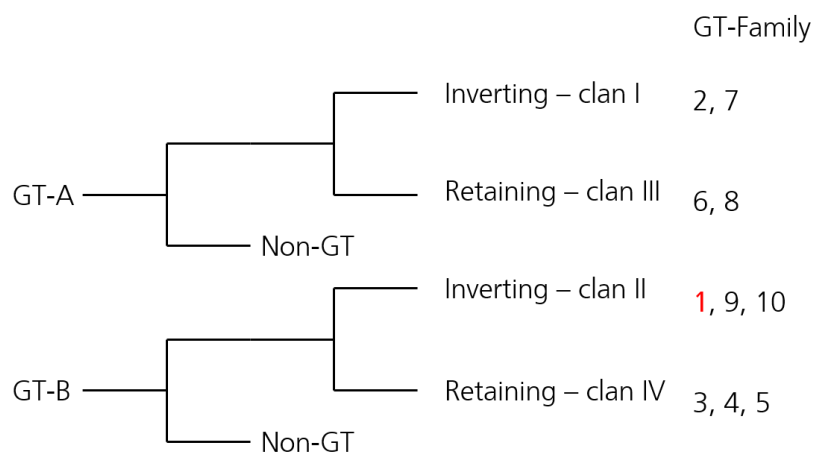 GT-Family
Inverting – clan I 2, 7
GT-A
Retaining – clan III 6, 8
Non-GT
Inverting – clan II 1, 9, 10
GT-B
Retaining – clan IV 3, 4, 5
Non-GT